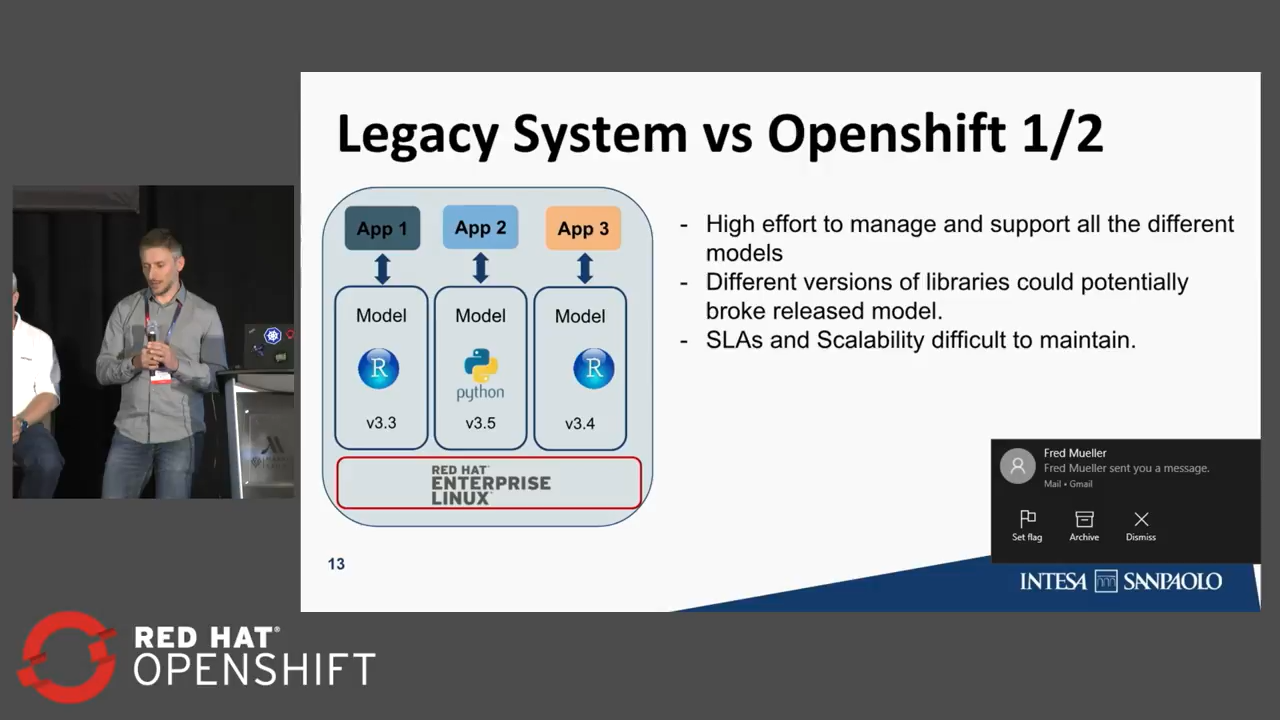 Legacy System vs Openshift 1/2
App 1
App 2
App 3
Model
Model
Model
R
python
R
v3.3
v3.5
v3.4
RED HAT
ENTERPRISE
LINUX
- High effort to manage and support all the different
models
- Different versions of libraries could potentially
broke released model.
- SLAs and Scalability difficult to maintain.
Fred Mueller
Fred Mueller sent you a message.
Mail • Gmail
Set flag
Archive
Dismiss
13
INTESA SANPAOLO
RED HAT®
OPENSHIFT